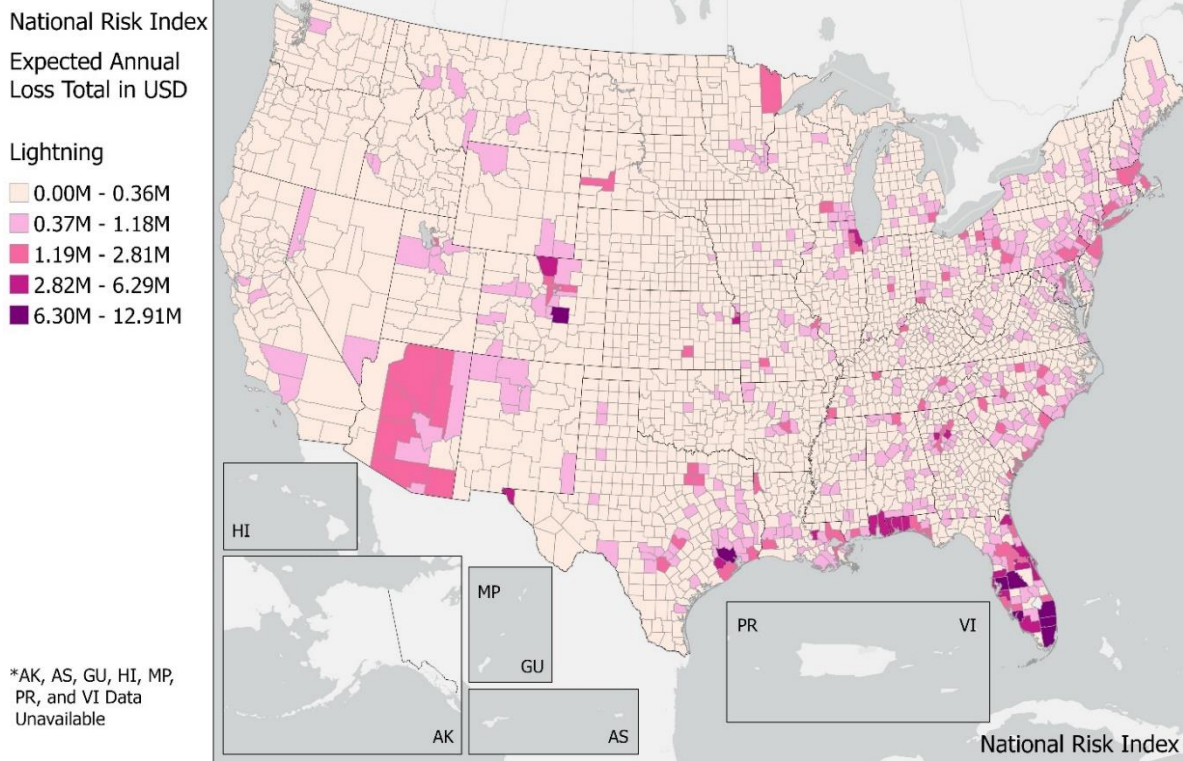 National Risk Index
Expected Annual
Loss Total in USD
Lightning
0.00M - 0.36M
0.37M - 1.18M
1.19M - 2.81M
2.82M - 6.29M
6.30M - 12.91M
*AK, AS, GU, HI, MP,
PR, and VI Data
Unavailable
HI
AK
MP
GU
AS
PR
VI
National Risk Index